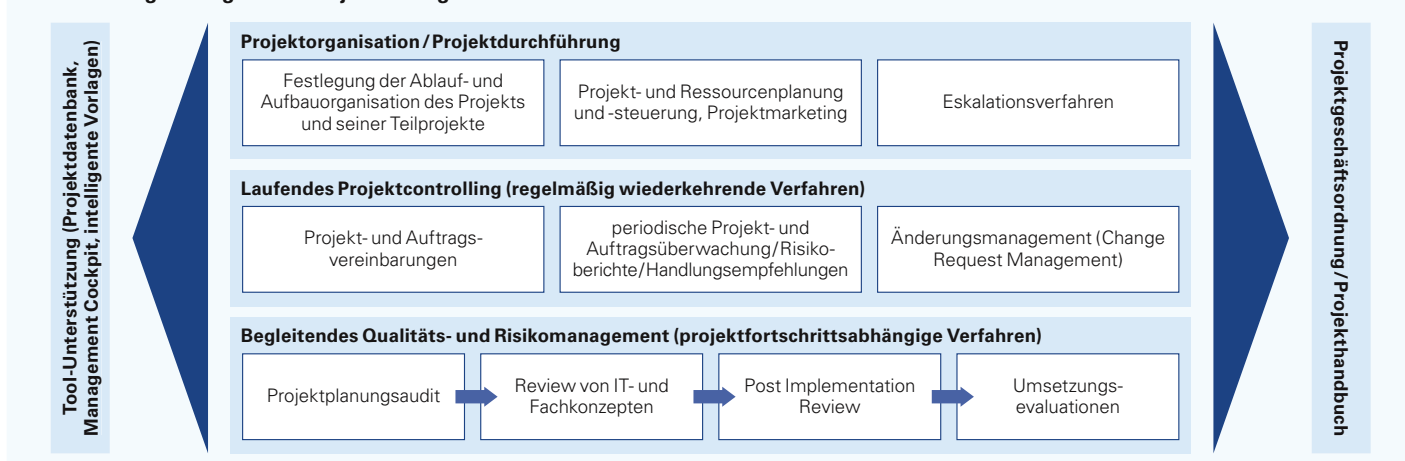 Tool-Unterstützung (Projektdatenbank,
Management Cockpit, intelligente Vorlagen)
Projektorganisation/Projektdurchführung
Festlegung der Ablauf- und
Aufbauorganisation des Projekts
und seiner Teilprojekte
Projekt- und Ressourcenplanung
und -steuerung, Projektmarketing
Eskalationsverfahren
Laufendes Projektcontrolling (regelmäßig wiederkehrende Verfahren)
Projekt- und Auftrags-
vereinbarungen
periodische Projekt- und
Auftragsüberwachung/Risiko-
berichte/Handlungsempfehlungen
Änderungsmanagement (Change
Request Management)
Begleitendes Qualitäts- und Risikomanagement (projektfortschrittsabhängige Verfahren)
Projektplanungsaudit
Review von IT- und
Fachkonzepten
Post Implementation
Review
Umsetzungs-
evaluationen
Projektgeschäftsordnung/Projekthandbuch